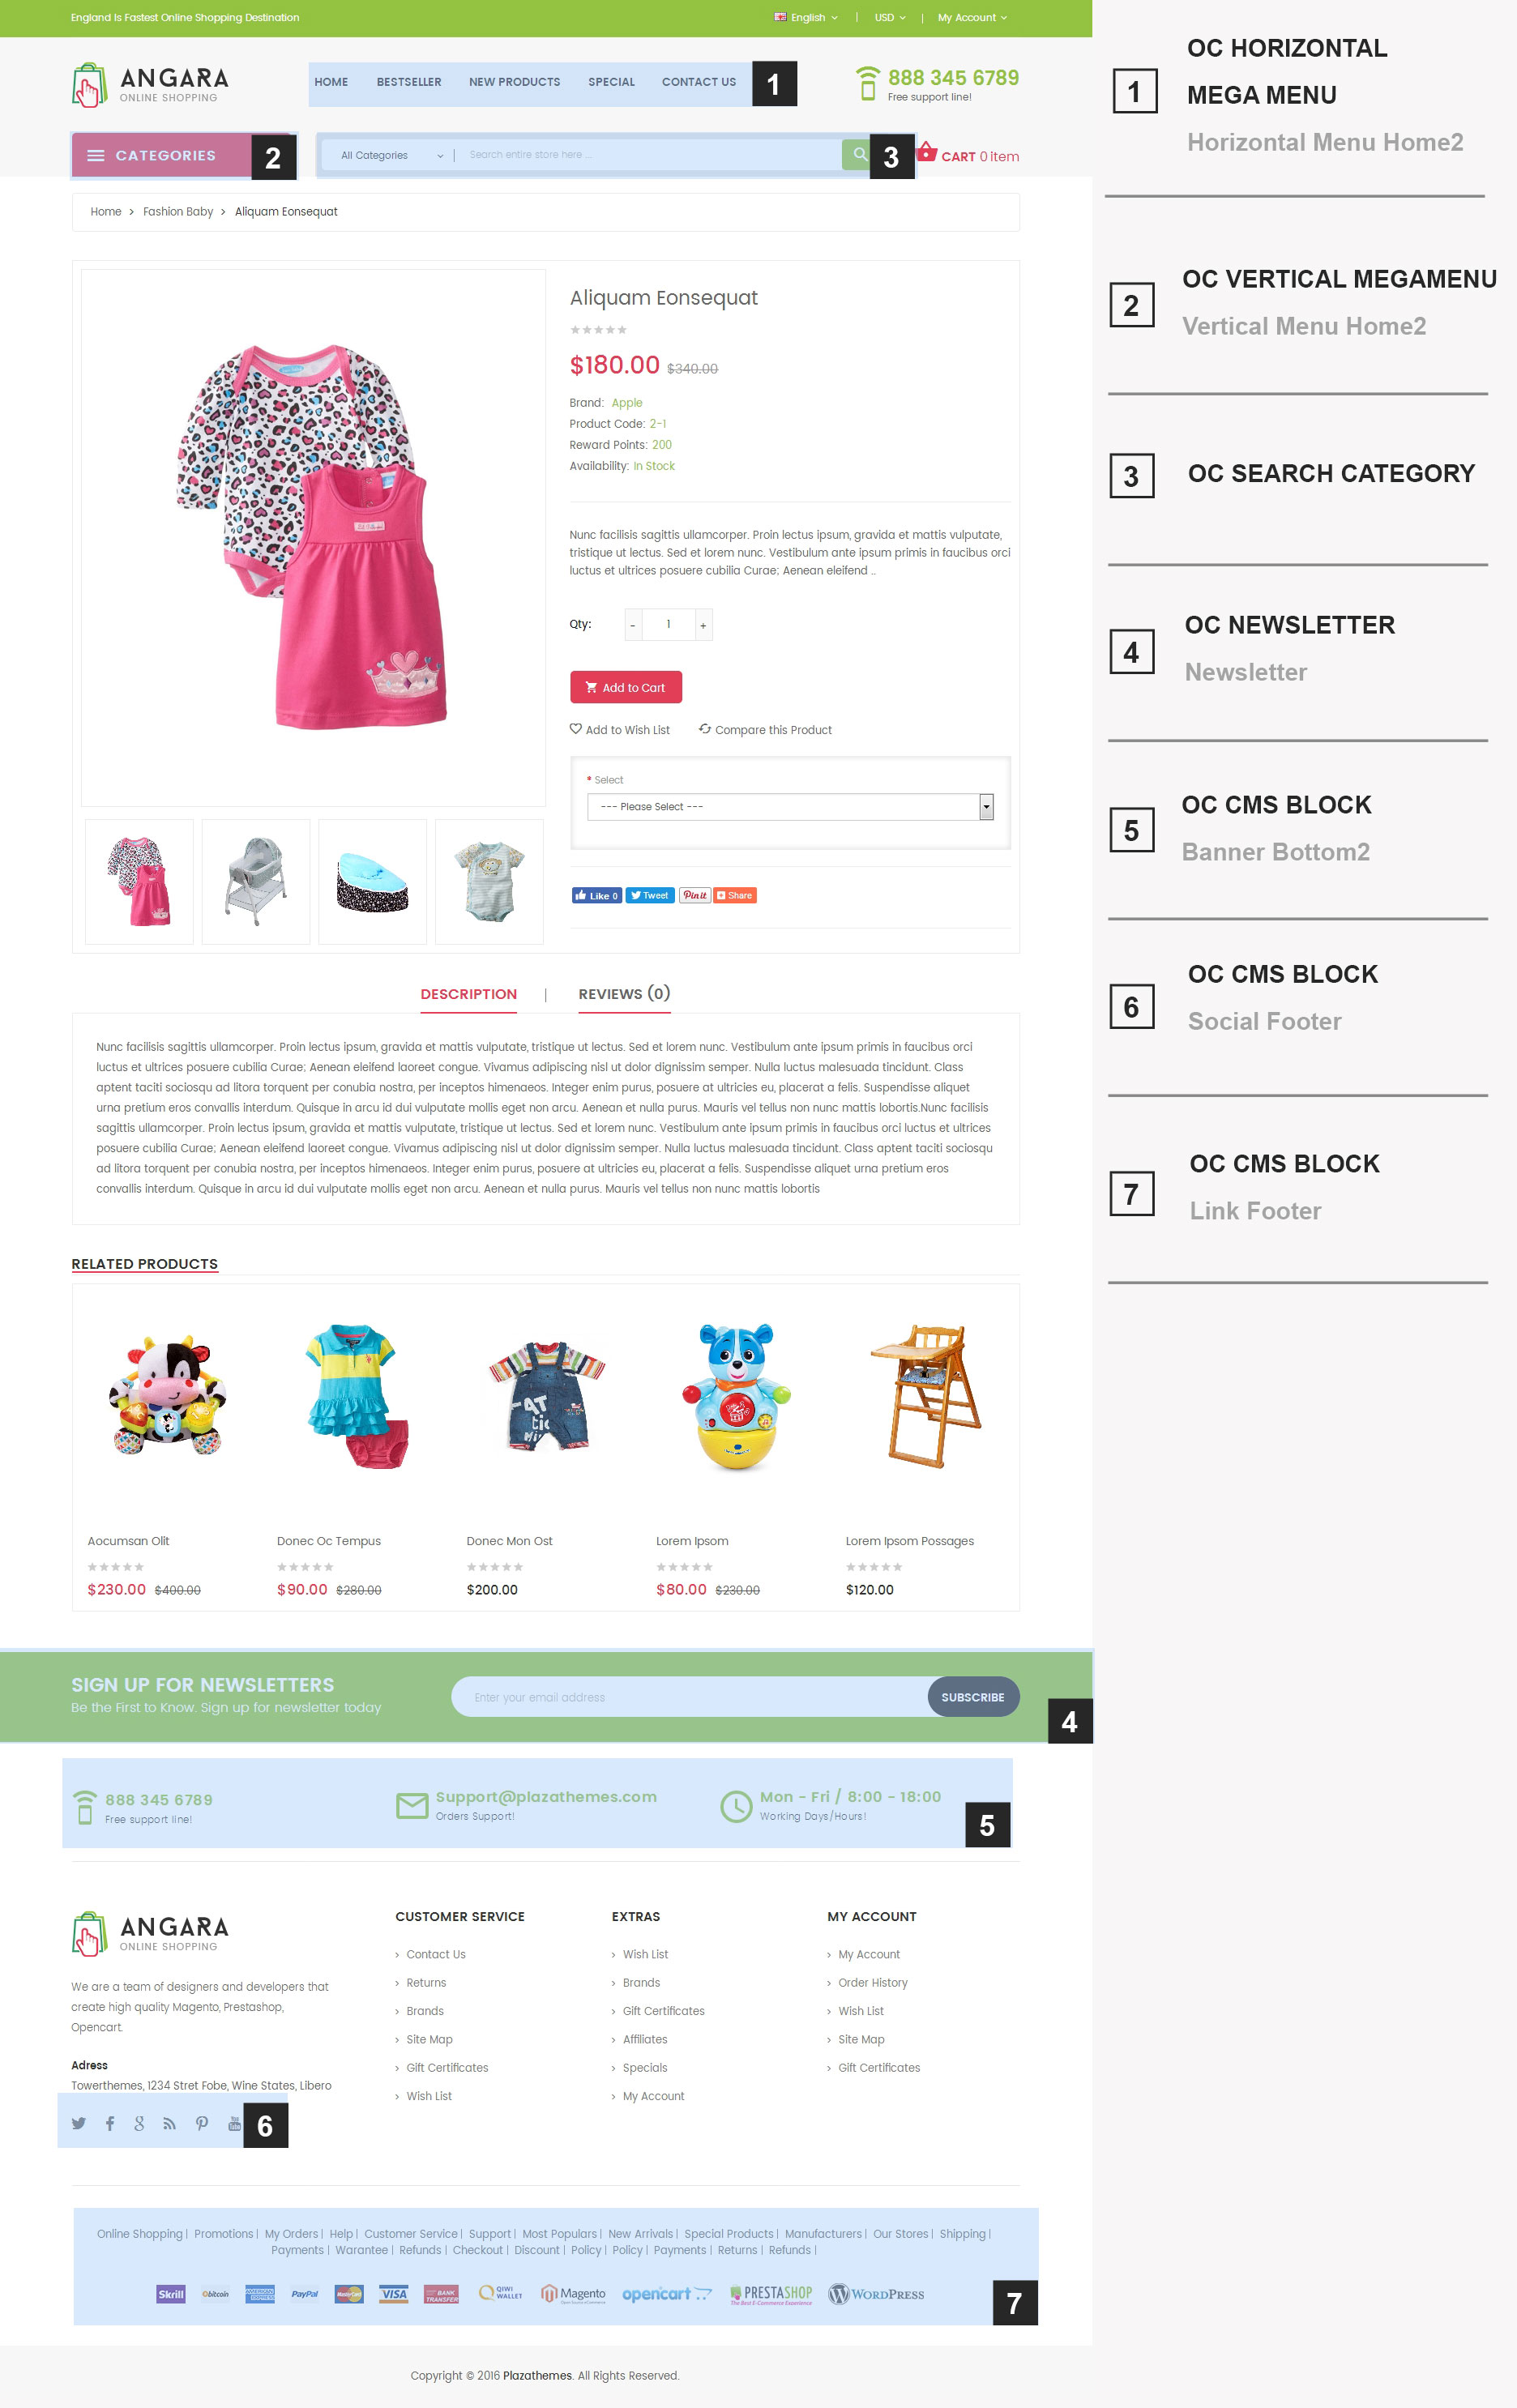 England Is Fastest Online Shopping Destination
English
USD
My Account
ANGARA
ONLINE SHOPPING
HOME BESTSELLER NEW PRODUCTS SPECIAL CONTACT US
1
888 345 6789
Free support line!
CATEGORIES
2
All Categories
Search entire store here ...
3
CART 0 item
Home > Fashion Baby > Aliquam Eonsequat
Aliquam Eonsequat
$180.00 $340.00
Brand: Apple
Product Code: 2-1
Reward Points: 200
Availability: In Stock
Nunc facilisis sagittis ullamcorper. Proin lectus ipsum, gravida et mattis vulputate,
tristique ut lectus. Sed et lorem nunc. Vestibulum ante ipsum primis in faucibus orci
luctus et ultrices posuere cubilia Curae; Aenean eleifend ..
Qty: - 1 +
Add to Cart
Add to Wish List Compare this Product
* Select
--- Please Select ---
Like 0 Tweet Pin it Share
DESCRIPTION | REVIEWS (0)
Nunc facilisis sagittis ullamcorper. Proin lectus ipsum, gravida et mattis vulputate, tristique ut lectus. Sed et lorem nunc. Vestibulum ante ipsum primis in faucibus orci
luctus et ultrices posuere cubilia Curae; Aenean eleifend laoreet congue. Vivamus adipiscing nisl ut dolor dignissim semper. Nulla luctus malesuada tincidunt. Class
aptent taciti sociosqu ad litora torquent per conubia nostra, per inceptos himenaeos. Integer enim purus, posuere at ultricies eu, placerat a felis. Suspendisse aliquet
urna pretium eros convallis interdum. Quisque in arcu id dui vulputate mollis eget non arcu. Aenean et nulla purus. Mauris vel tellus non nunc mattis lobortis.Nunc facilisis
sagittis ullamcorper. Proin lectus ipsum, gravida et mattis vulputate, tristique ut lectus. Sed et lorem nunc. Vestibulum ante ipsum primis in faucibus orci luctus et ultrices
posuere cubilia Curae; Aenean eleifend laoreet congue. Vivamus adipiscing nisl ut dolor dignissim semper. Nulla luctus malesuada tincidunt. Class aptent taciti sociosqu
ad litora torquent per conubia nostra, per inceptos himenaeos. Integer enim purus, posuere at ultricies eu, placerat a felis. Suspendisse aliquet urna pretium eros
convallis interdum. Quisque in arcu id dui vulputate mollis eget non arcu. Aenean et nulla purus. Mauris vel tellus non nunc mattis lobortis
RELATED PRODUCTS
Aocumsan Olit
$230.00 $400.00
Donec Oc Tempus
$90.00 $280.00
Donec Mon Ost
$200.00
Lorem Ipsom
$80.00 $230.00
Lorem Ipsom Possages
$120.00
SIGN UP FOR NEWSLETTERS
Be the First to Know. Sign up for newsletter today
Enter your email address
SUBSCRIBE
4
888 345 6789
Free support line!
Support@plazathemes.com
Orders Support!
Mon - Fri / 8:00 - 18:00
Working Days/Hours!
5
ANGARA
ONLINE SHOPPING
We are a team of designers and developers that
create high quality Magento, Prestashop,
Opencart.
Adress
Towerthemes, 1234 Stret Fobe, Wine States, Libero
6
CUSTOMER SERVICE
Contact Us
Returns
Brands
Site Map
Gift Certificates
Wish List
EXTRAS
Wish List
Brands
Gift Certificates
Affiliates
Specials
My Account
MY ACCOUNT
My Account
Order History
Wish List
Site Map
Gift Certificates
Online Shopping | Promotions | My Orders | Help | Customer Service | Support | Most Populars | New Arrivals | Special Products | Manufacturers | Our Stores | Shipping |
Payments | Warantee | Refunds | Checkout | Discount | Policy | Policy | Payments | Returns | Refunds |
Skrill bitcoin AMERICAN EXPRESS PayPal MasterCard VISA BANK TRANSFER QIWI WALLET Magento opencart PRESTASHOP WORDPRESS
7
Copyright © 2016 Plazathemes. All Rights Reserved.
1
OC HORIZONTAL
MEGA MENU
Horizontal Menu Home2
2
OC VERTICAL MEGAMENU
Vertical Menu Home2
3
OC SEARCH CATEGORY
4
OC NEWSLETTER
Newsletter
5
OC CMS BLOCK
Banner Bottom2
6
OC CMS BLOCK
Social Footer
7
OC CMS BLOCK
Link Footer